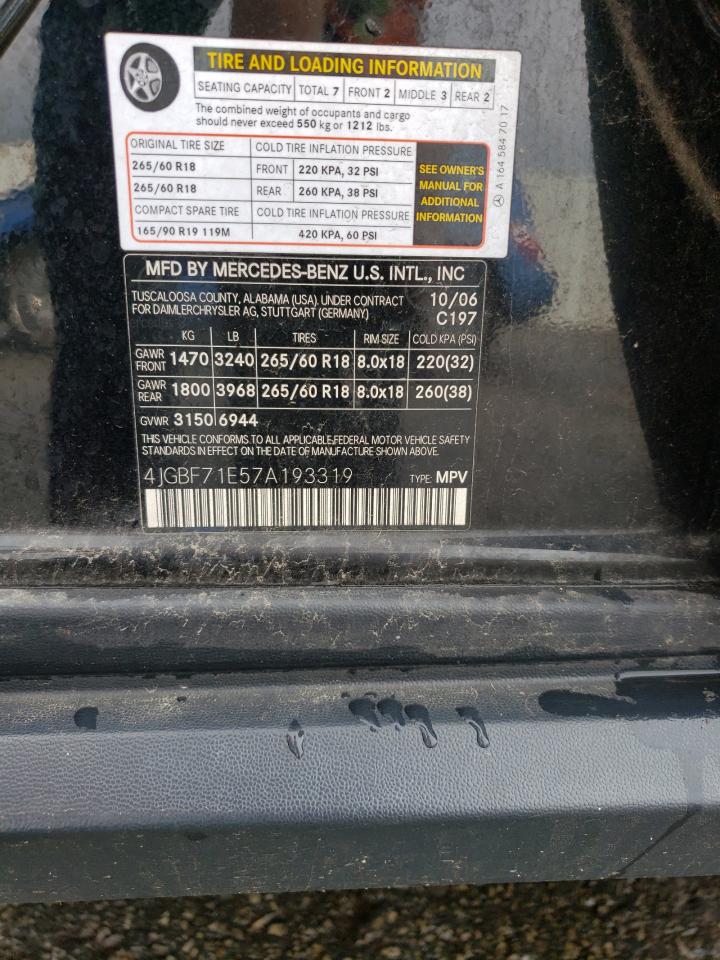 TIRE AND LOADING INFORMATION
SEATING CAPACITY TOTAL 7 FRONT 2 MIDDLE 3 REAR 2
The combined weight of occupants and cargo
should never exceed 550 kg or 1212 lbs.
ORIGINAL TIRE SIZE COLD TIRE INFLATION PRESSURE
265/60 R18 FRONT 220 KPA, 32 PSI
265/60 R18 REAR 260 KPA, 38 PSI
COMPACT SPARE TIRE COLD TIRE INFLATION PRESSURE
165/90 R19 119M 420 KPA, 60 PSI
SEE OWNER'S
MANUAL FOR
ADDITIONAL
INFORMATION
A 164 584 70 17
MFD BY MERCEDES-BENZ U.S. INTL., INC
TUSCALOOSA COUNTY, ALABAMA (USA). UNDER CONTRACT 10/06
FOR DAIMLERCHRYSLER AG, STUTTGART (GERMANY) C197
KG LB TIRES RIM SIZE COLD KPA (PSI)
GAWR FRONT 1470 3240 265/60 R18 8.0x18 220(32)
GAWR REAR 1800 3968 265/60 R18 8.0x18 260(38)
GVWR 3150 6944
THIS VEHICLE CONFORMS TO ALL APPLICABLE FEDERAL MOTOR VEHICLE SAFETY
STANDARDS IN EFFECT ON THE DATE OF MANUFACTURE SHOWN ABOVE.
4JGBF71E57A193319 TYPE: MPV